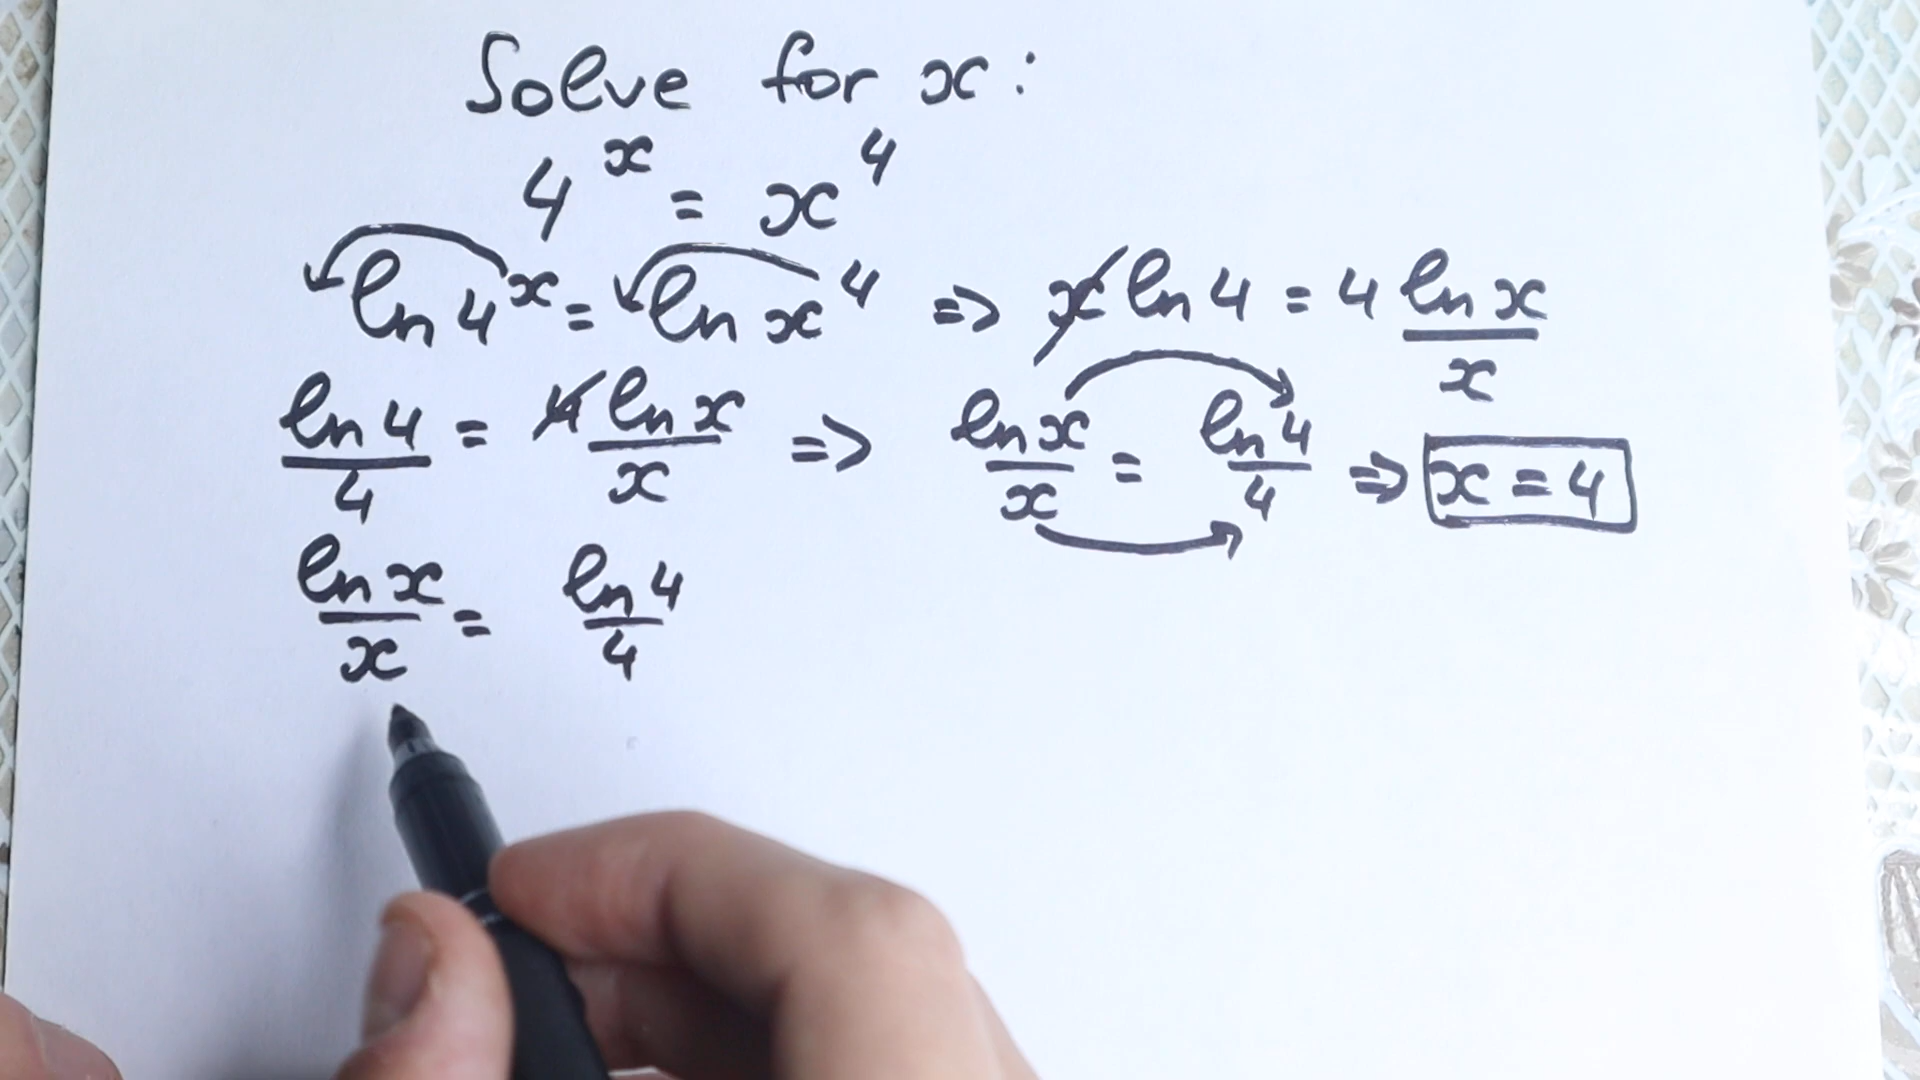 Solve for x:
4^x = x^4
ln 4^x = ln x^4 => x ln 4 = 4 ln x / x
ln 4 / 4 = 4 ln x / x => ln x / x = ln 4 / 4 => x = 4
ln x / x = ln 4 / 4